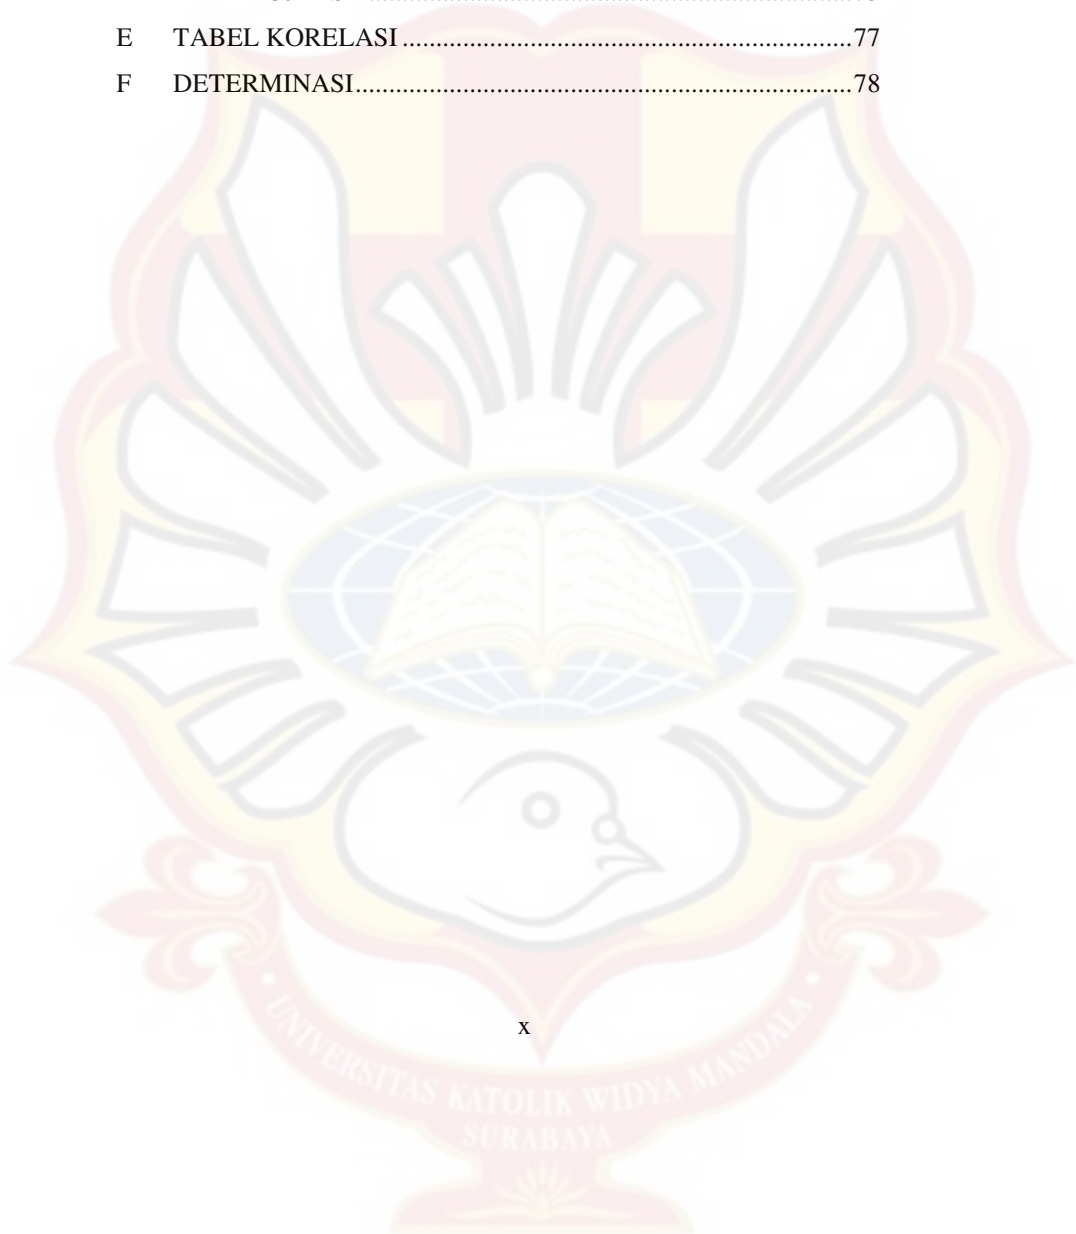 E TABEL KORELASI ....................................................................77
F DETERMINASI..........................................................................78
x
• UNIVERSITAS KATOLIK WIDYA MANDALA •
SURABAYA